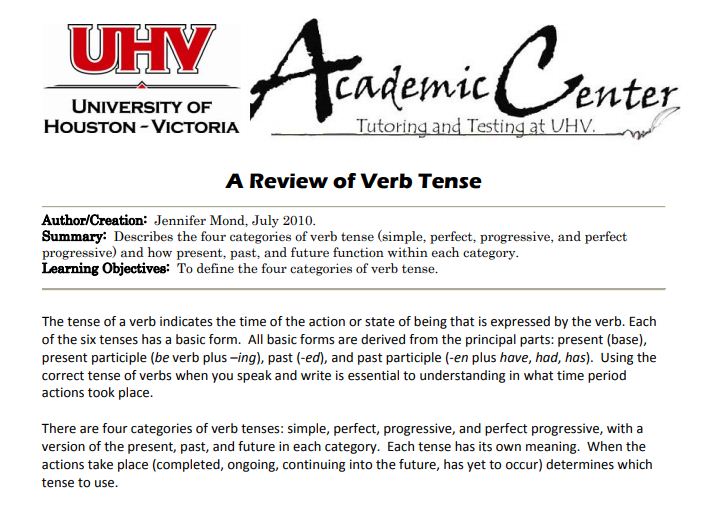 UHV
UNIVERSITY OF
HOUSTON - VICTORIA
Academic Center
Tutoring and Testing at UHV.
A Review of Verb Tense
Author/Creation: Jennifer Mond, July 2010.
Summary: Describes the four categories of verb tense (simple, perfect, progressive, and perfect
progressive) and how present, past, and future function within each category.
Learning Objectives: To define the four categories of verb tense.
The tense of a verb indicates the time of the action or state of being that is expressed by the verb. Each
of the six tenses has a basic form. All basic forms are derived from the principal parts: present (base),
present participle (be verb plus –ing), past (-ed), and past participle (-en plus have, had, has). Using the
correct tense of verbs when you speak and write is essential to understanding in what time period
actions took place.
There are four categories of verb tenses: simple, perfect, progressive, and perfect progressive, with a
version of the present, past, and future in each category. Each tense has its own meaning. When the
actions take place (completed, ongoing, continuing into the future, has yet to occur) determines which
tense to use.